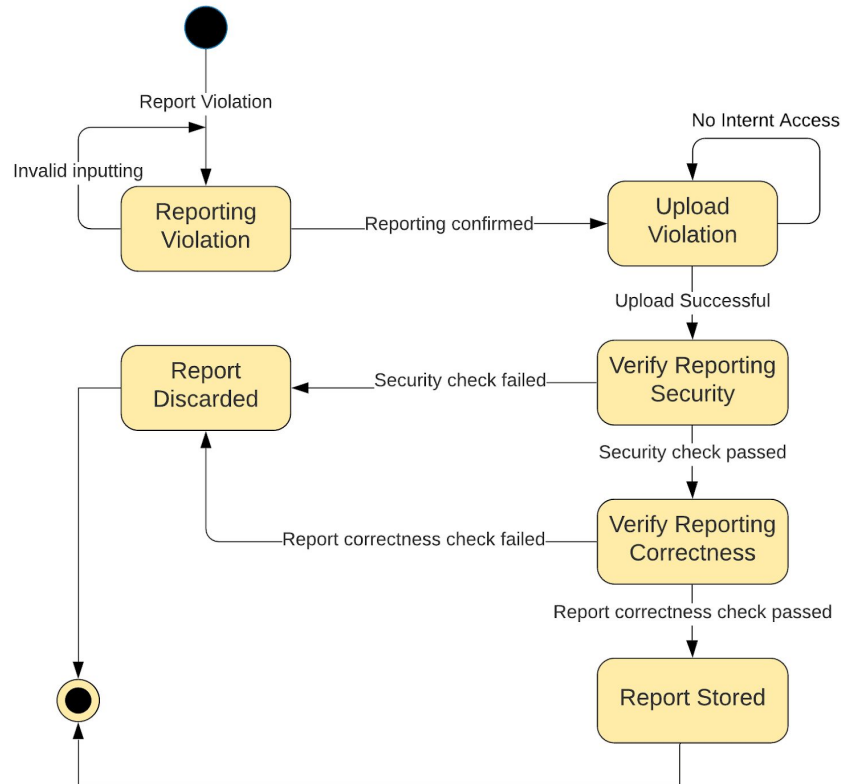 Report Violation
No Internt Access
Invalid inputting
Reporting
Violation
Reporting confirmed
Upload
Violation
Upload Successful
Report
Discarded
Security check failed
Verify Reporting
Security
Security check passed
Report correctness check failed
Verify Reporting
Correctness
Report correctness check passed
Report Stored